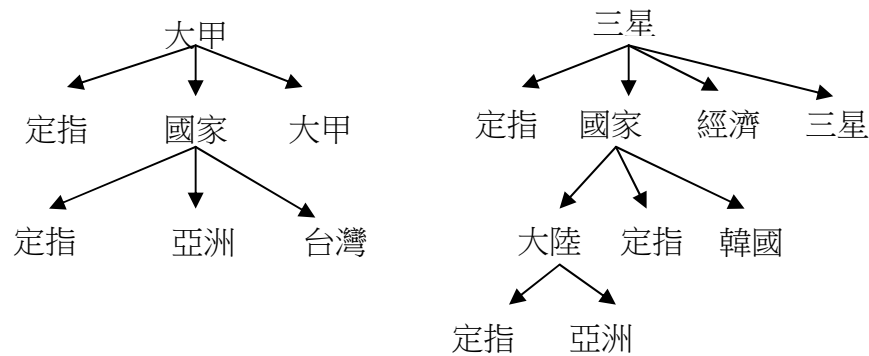 大甲
定指 國家 大甲
定指 亞洲 台灣
三星
定指 國家 經濟 三星
大陸 定指 韓國
定指 亞洲